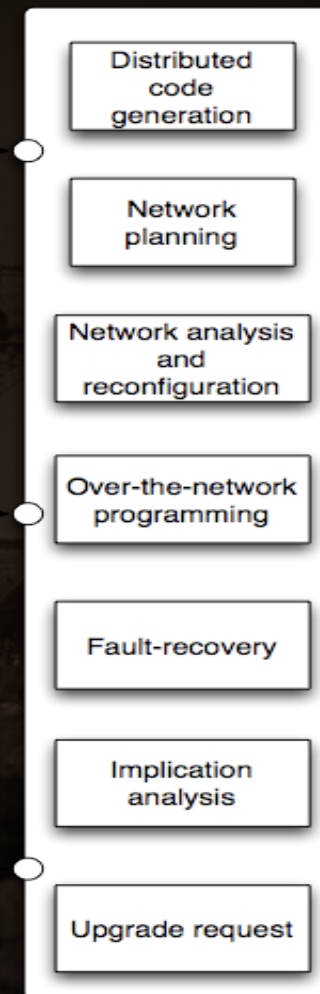 Distributed
code
generation
Network
planning
Network analysis
and
reconfiguration
Over-the-network
programming
Fault-recovery
Implication
analysis
Upgrade request